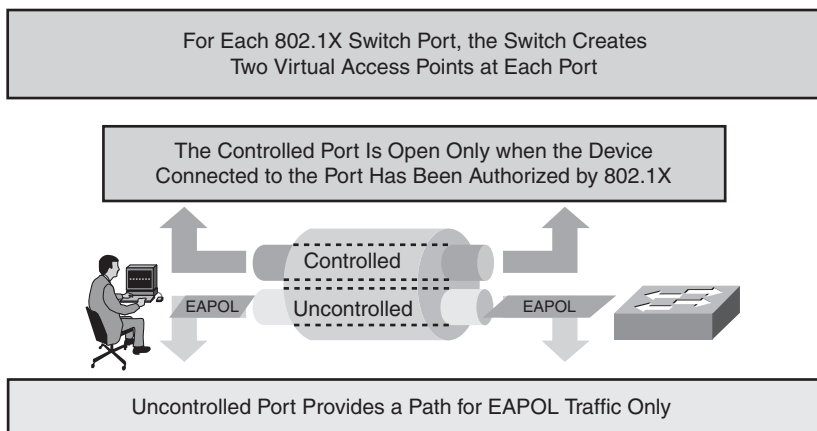 For Each 802.1X Switch Port, the Switch Creates
Two Virtual Access Points at Each Port
The Controlled Port Is Open Only when the Device
Connected to the Port Has Been Authorized by 802.1X
Controlled
EAPOL
Uncontrolled
EAPOL
Uncontrolled Port Provides a Path for EAPOL Traffic Only